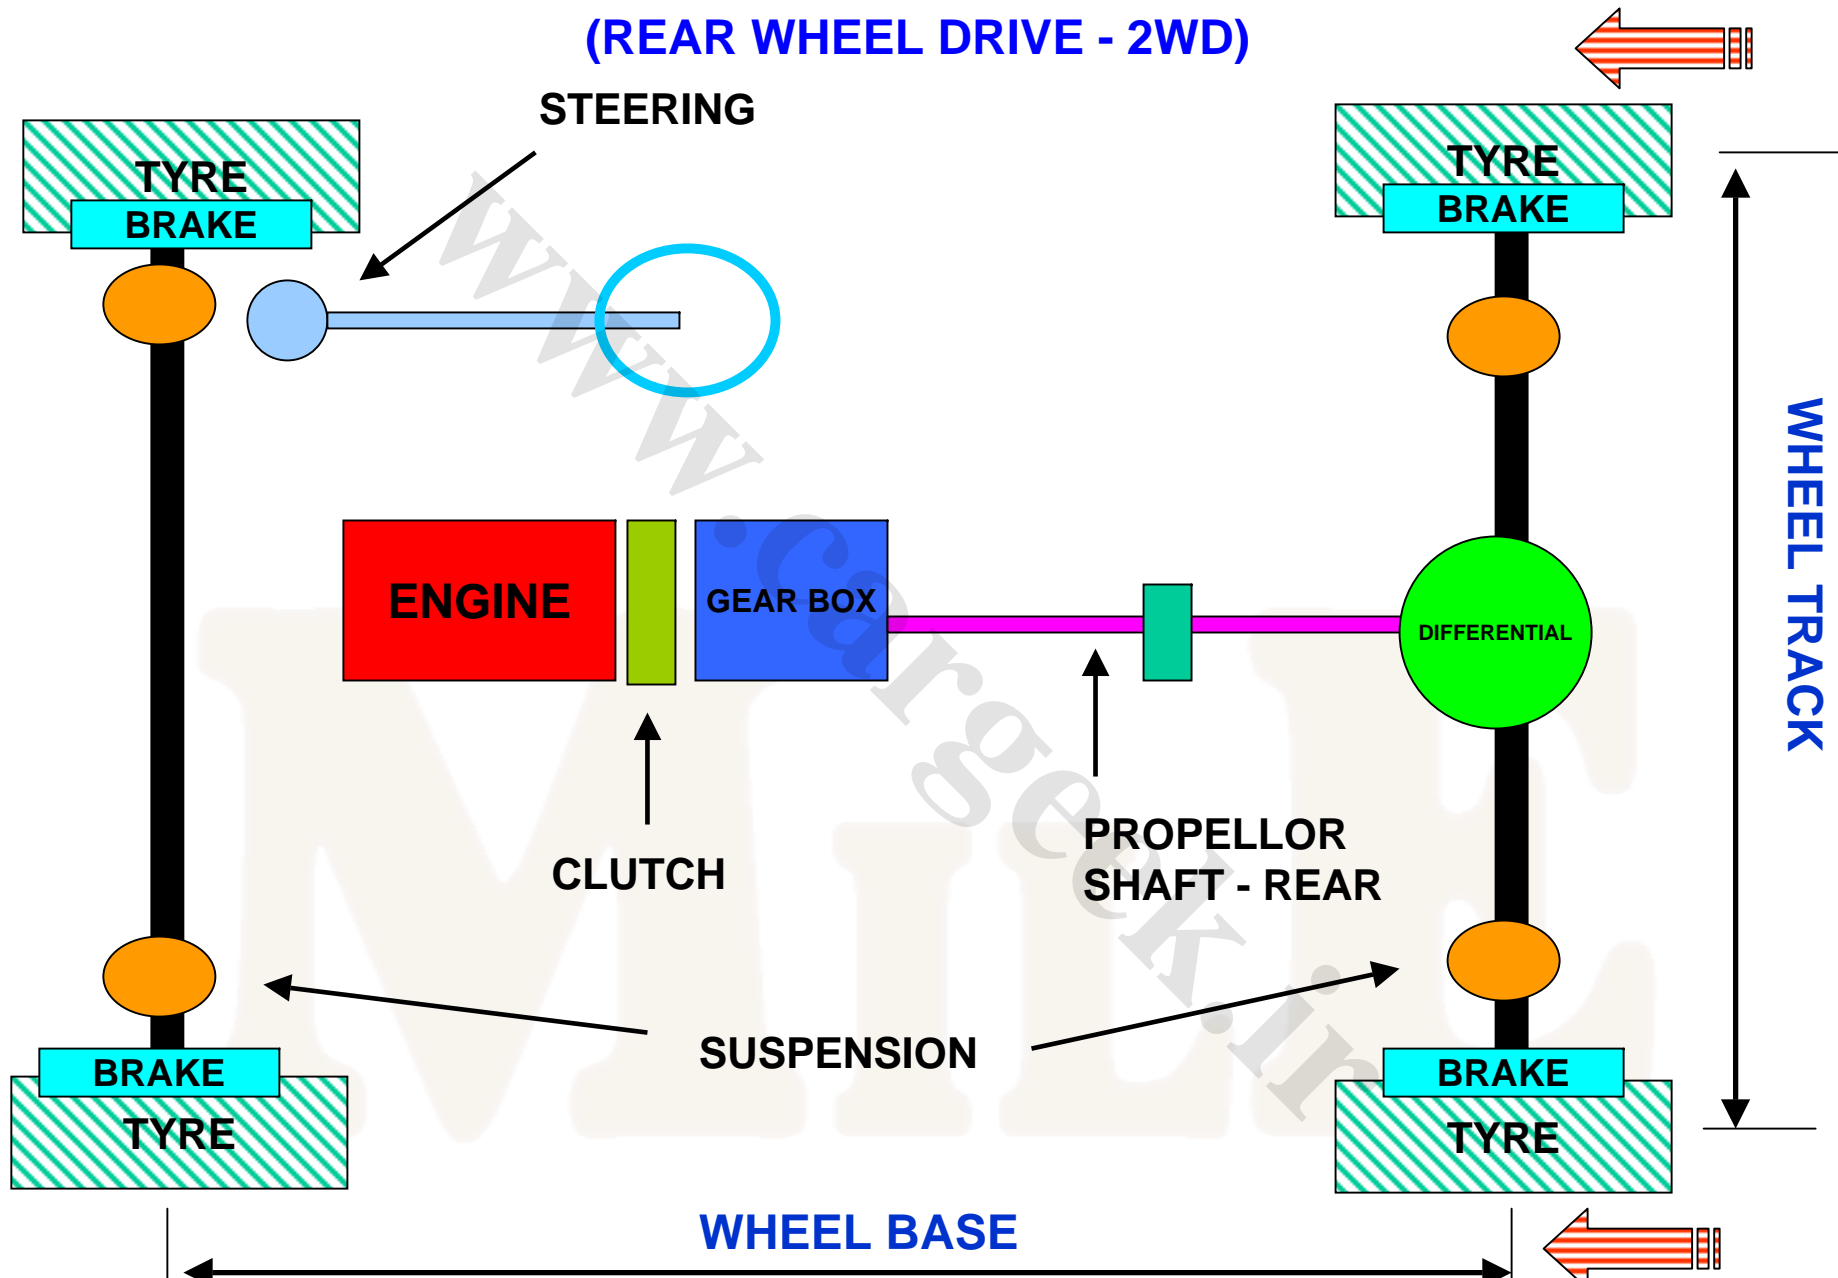 (REAR WHEEL DRIVE - 2WD)
STEERING
TYRE
BRAKE
TYRE
BRAKE
WHEEL TRACK
ENGINE
GEAR BOX
DIFFERENTIAL
CLUTCH
PROPELLOR
SHAFT - REAR
SUSPENSION
BRAKE
TYRE
BRAKE
TYRE
WHEEL BASE
www.cargeek.ir
MILE